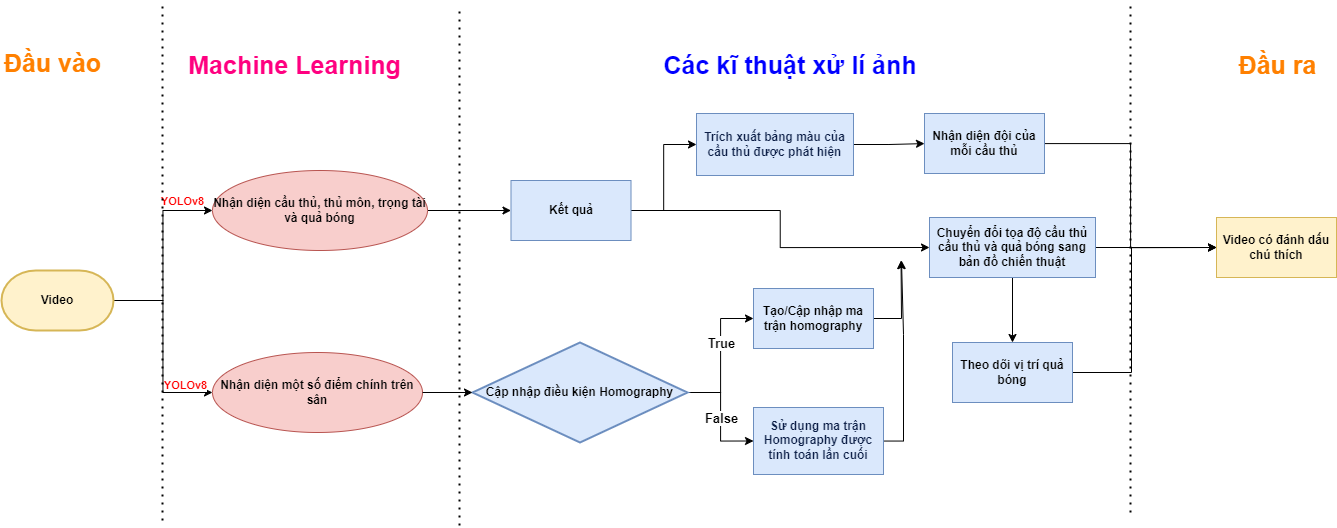 Đầu vào
Machine Learning
Các kĩ thuật xử lí ảnh
Đầu ra
Trích xuất bảng màu của
cầu thủ được phát hiện
Nhận diện đội của
mỗi cầu thủ
YOLOv8
Nhận diện cầu thủ, thủ môn, trọng tài
và quả bóng
Kết quả
Chuyển đổi tọa độ cầu thủ
cầu thủ và quả bóng sang
bản đồ chiến thuật
Video có đánh dấu
chú thích
Video
Tạo/Cập nhập ma
trận homography
True
YOLOv8
Nhận diện một số điểm chính trên
sân
Cập nhập điều kiện Homography
Theo dõi vị trí quả
bóng
False
Sử dụng ma trận
Homography được
tính toán lần cuối